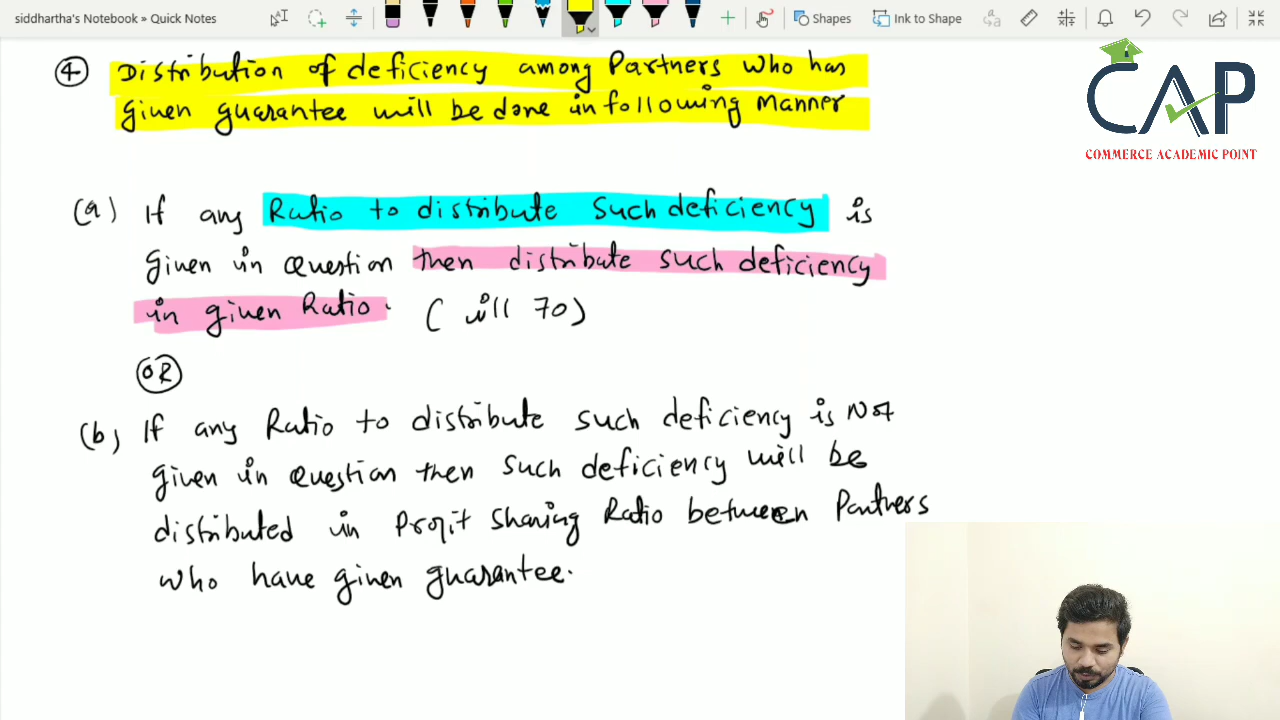 siddhartha's Notebook » Quick Notes
Shapes
Ink to Shape
CAP
COMMERCE ACADEMIC POINT
④ Distribution of deficiency among Partners who has
given guarantee will be done in following manner
(a) If any Ratio to distribute such deficiency is
given in Question then distribute such deficiency
in given Ratio. (ill 70)
OR
(b) If any Ratio to distribute such deficiency is Not
given in Question then such deficiency will be
distributed in Profit sharing Ratio between Partners
who have given guarantee.